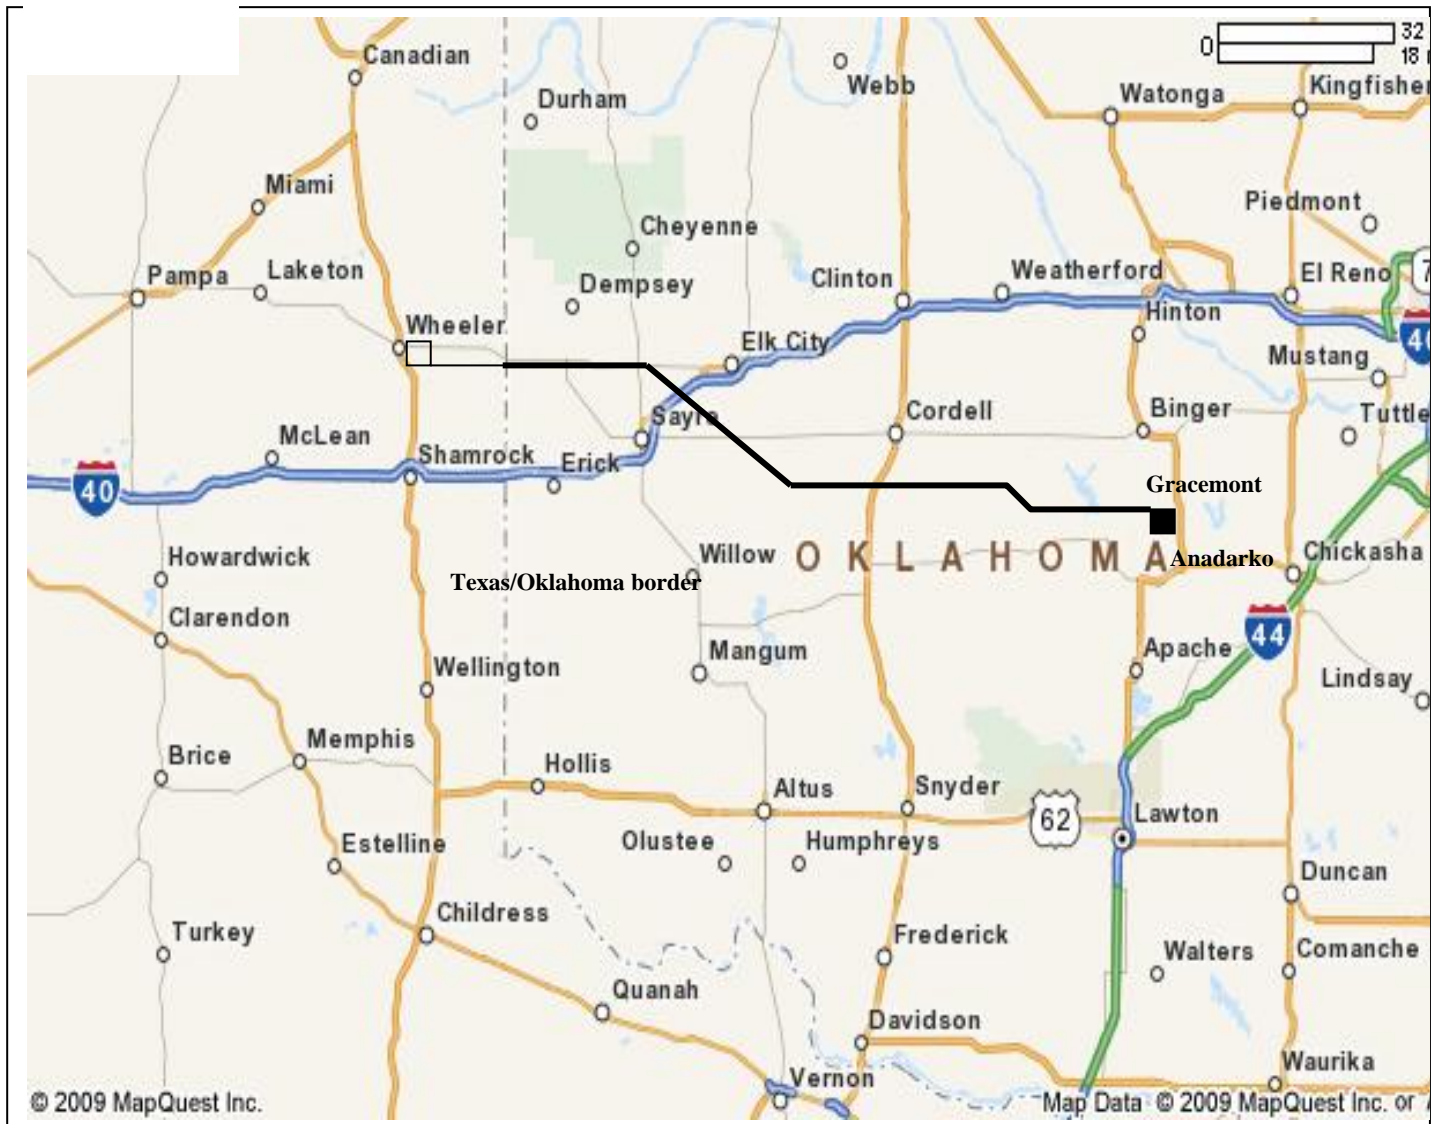 Canadian
Durham
Webb
0
32
18
Watonga
Kingfisher
Miami
Piedmont
Cheyenne
Pampa
Laketon
Dempsey
Clinton
Weatherford
El Reno
7
Wheeler
Hinton
Elk City
40
Mustang
McLean
Sayre
Cordell
Binger
Tuttle
Shamrock
Erick
40
Gracemont
Howardwick
Willow
OKLAHOMA
Anadarko
Chickasha
Texas/Oklahoma border
Clarendon
44
Mangum
Apache
Wellington
Lindsay
Brice
Memphis
Hollis
Altus
Snyder
62
Lawton
Estelline
Olustee
Humphreys
Duncan
Turkey
Childress
Frederick
Walters
Comanche
Quanah
Davidson
Waurika
Vernon
© 2009 MapQuest Inc.
Map Data © 2009 MapQuest Inc. or